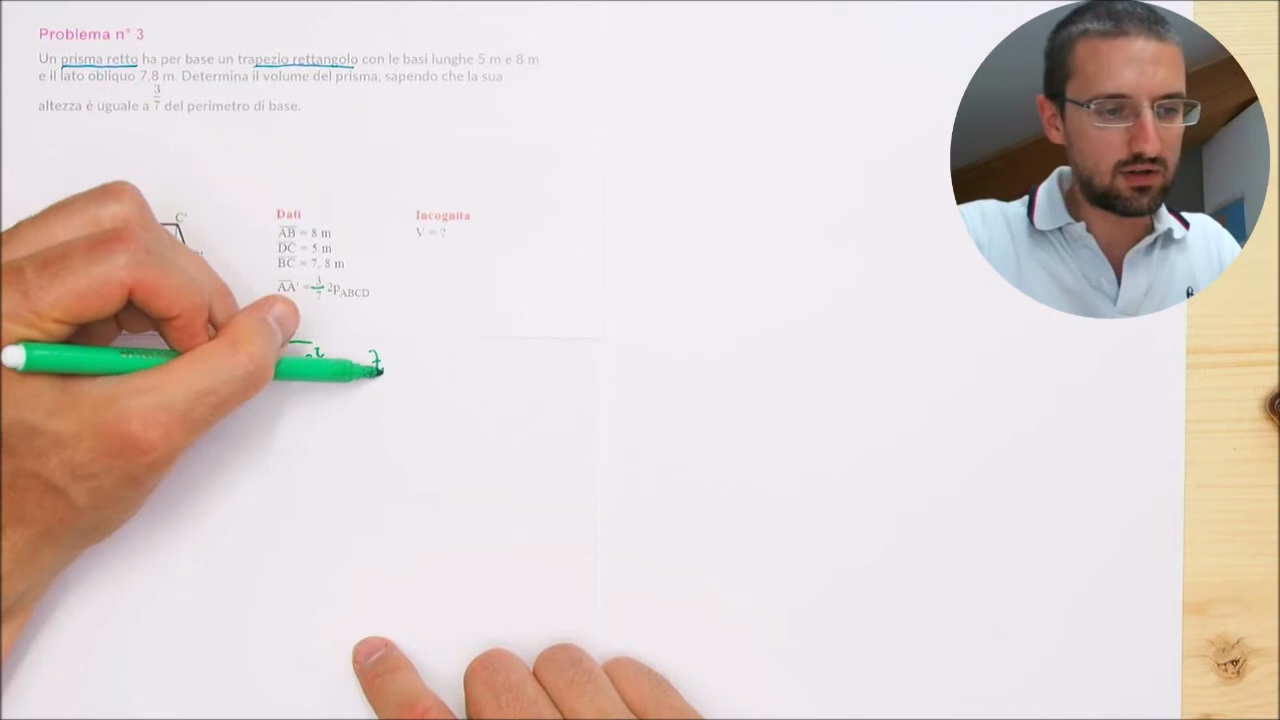 Problema n° 3
Un prisma retto ha per base un trapezio rettangolo con le basi lunghe 5 m e 8 m
e il lato obliquo 7,8 m. Determina il volume del prisma, sapendo che la sua
altezza è uguale a 3/7 del perimetro di base.
C'
Dati
Incognita
AB = 8 m
V = ?
DC = 5 m
BC = 7, 8 m
AA' = 3/7 2pABCD